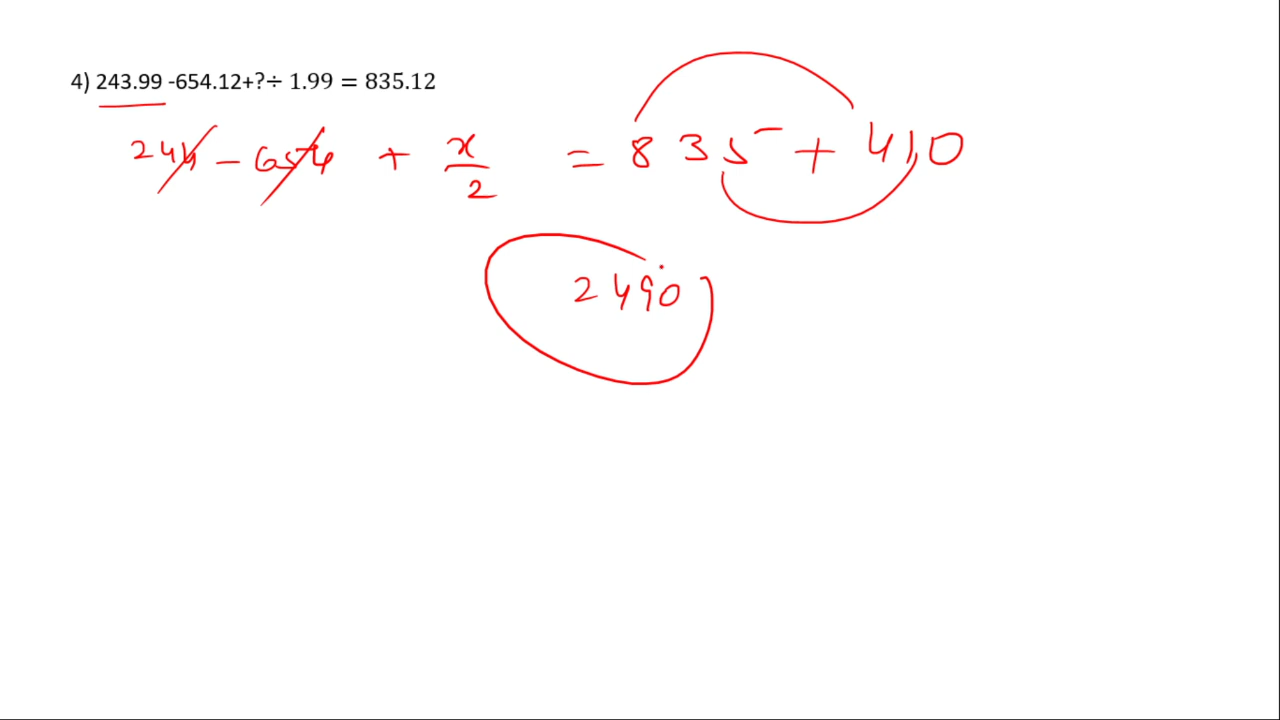 4) 243.99 -654.12+?÷ 1.99 = 835.12
244 - 654 + x/2 = 835 + 410
2490